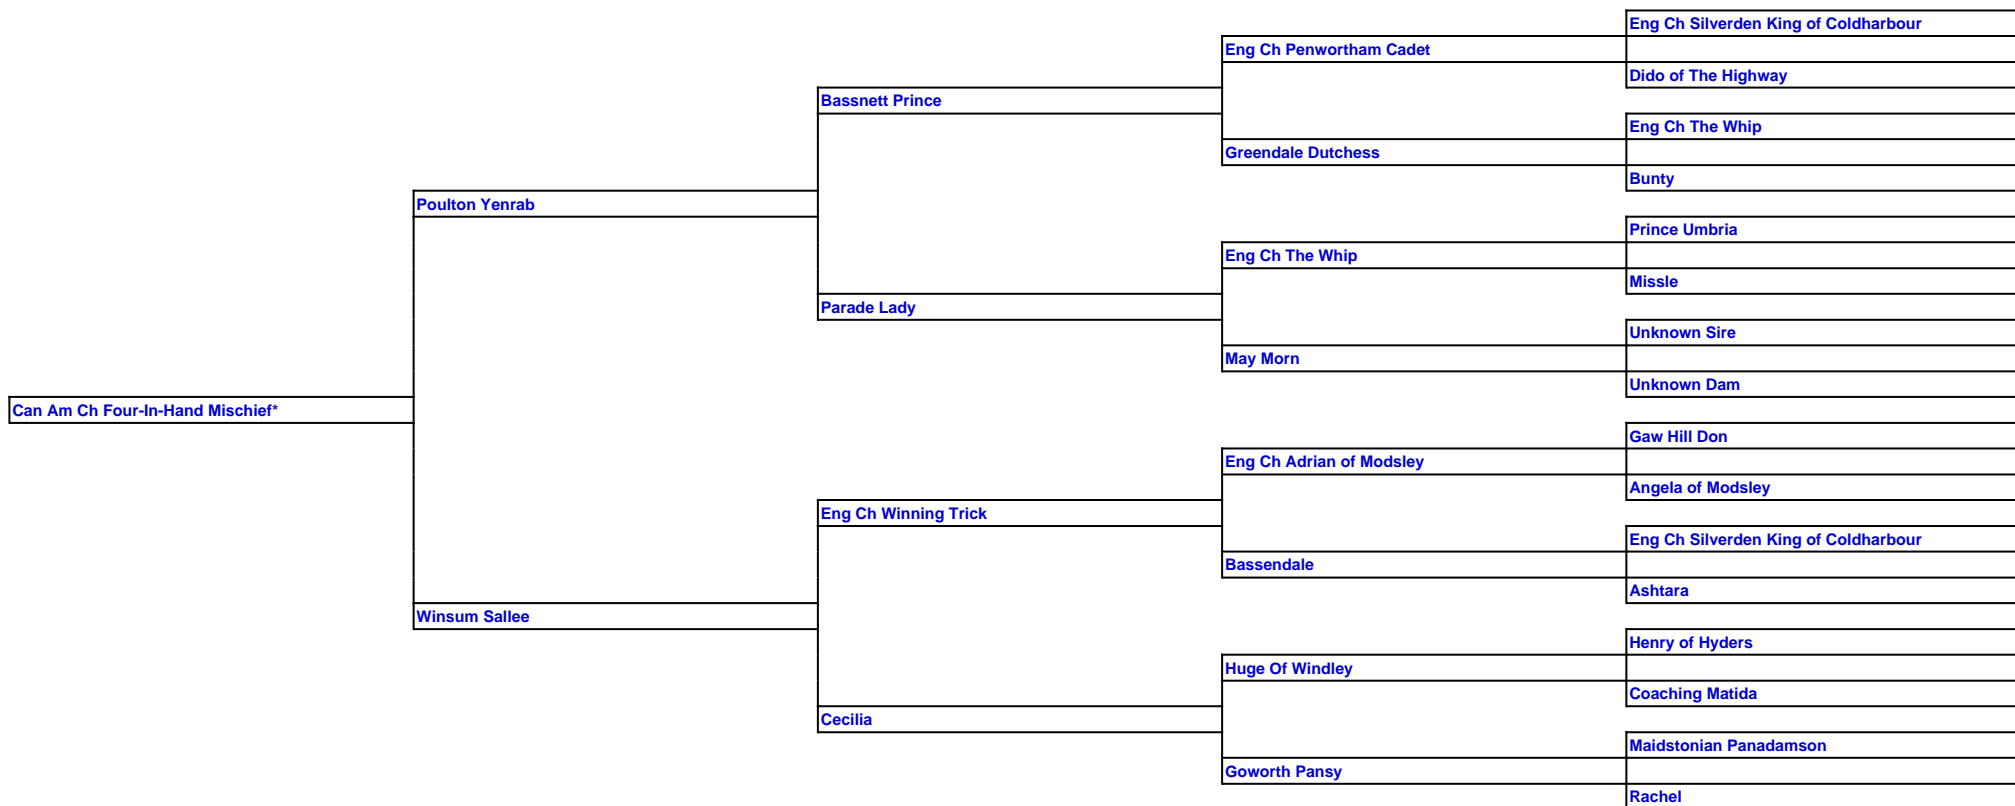 Eng Ch Silverden King of Coldharbour
Eng Ch Penwortham Cadet
Dido of The Highway
Bassnett Prince
Eng Ch The Whip
Greendale Dutchess
Bunty
Poulton Yenrab
Prince Umbria
Eng Ch The Whip
Missle
Parade Lady
Unknown Sire
May Morn
Unknown Dam
Can Am Ch Four-In-Hand Mischief*
Gaw Hill Don
Eng Ch Adrian of Modsley
Angela of Modsley
Eng Ch Winning Trick
Eng Ch Silverden King of Coldharbour
Bassendale
Ashtara
Winsum Sallee
Henry of Hyders
Huge Of Windley
Coaching Matida
Cecilia
Maidstonian Panadamson
Goworth Pansy
Rachel